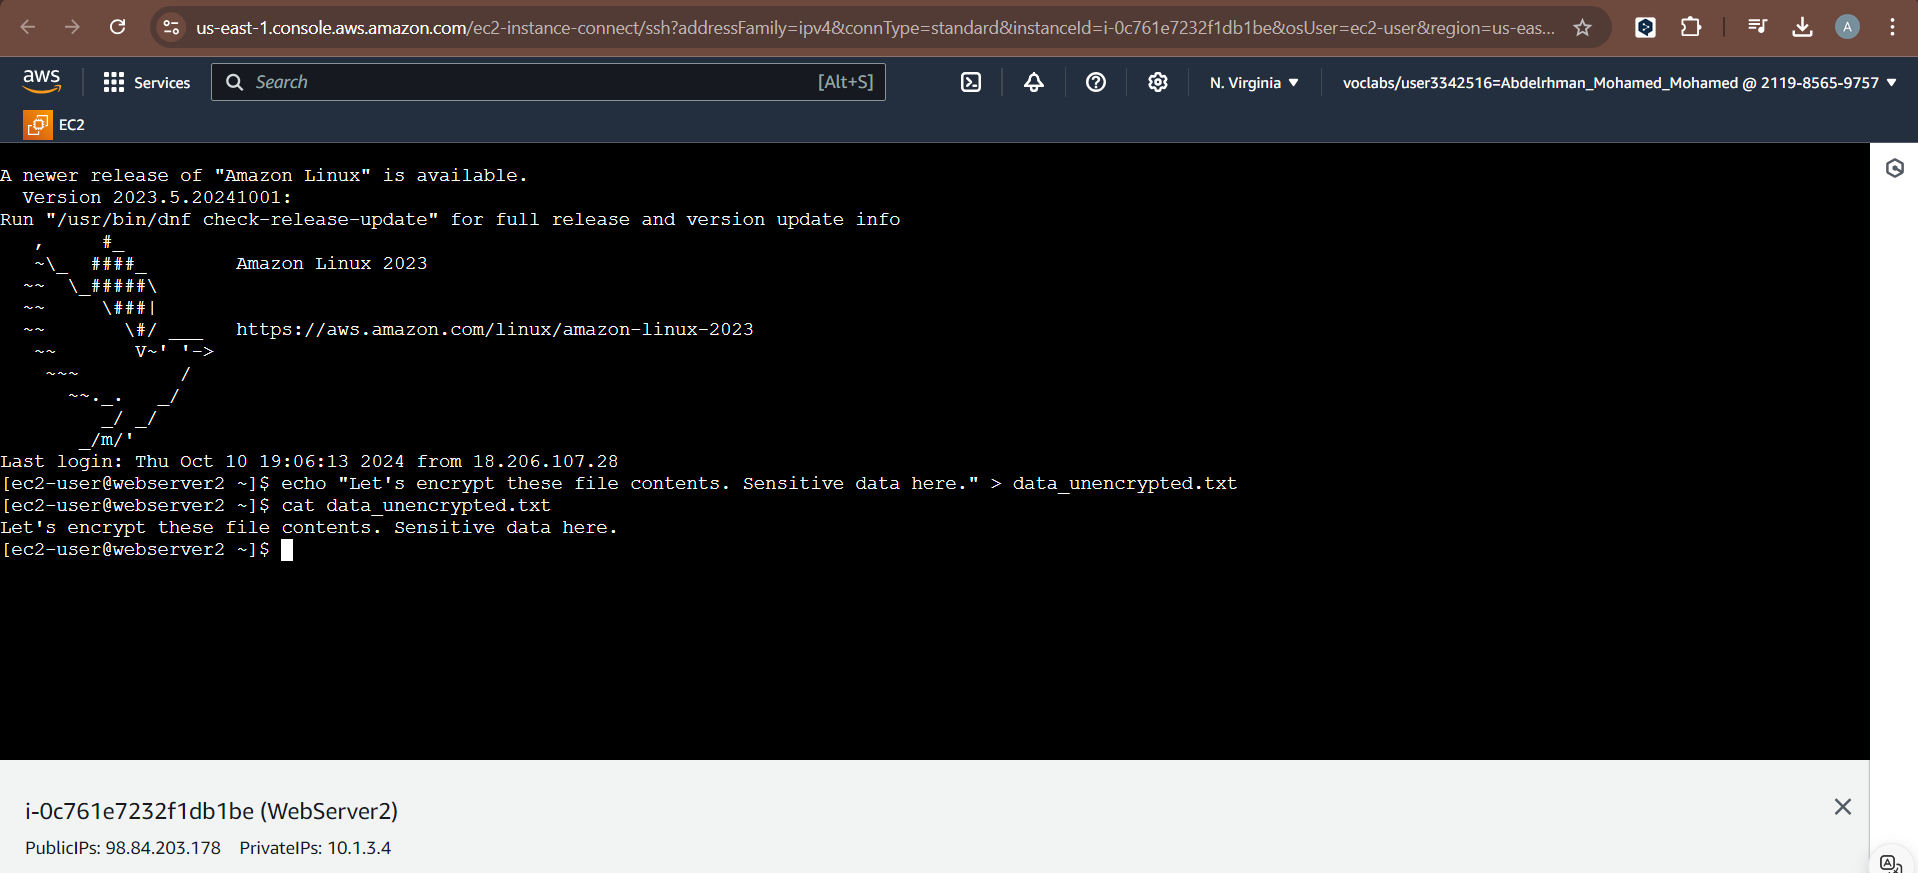 us-east-1.console.aws.amazon.com/ec2-instance-connect/ssh?addressFamily=ipv4&connType=standard&instanceId=i-0c761e7232f1db1be&osUser=ec2-user&region=us-eas...
A
aws
Services
Search
[Alt+S]
N. Virginia
voclabs/user3342516=Abdelrhman_Mohamed_Mohamed @ 2119-8565-9757
EC2
A newer release of "Amazon Linux" is available.
  Version 2023.5.20241001:
Run "/usr/bin/dnf check-release-update" for full release and version update info
   ,     #_
   ~\_  ####_        Amazon Linux 2023
  ~~  \_#####\
  ~~     \###|
  ~~       \#/ ___   https://aws.amazon.com/linux/amazon-linux-2023
   ~~       V~' '->
    ~~~         /
      ~~._.   _/
         _/ _/
       _/m/'
Last login: Thu Oct 10 19:06:13 2024 from 18.206.107.28
[ec2-user@webserver2 ~]$ echo "Let's encrypt these file contents. Sensitive data here." > data_unencrypted.txt
[ec2-user@webserver2 ~]$ cat data_unencrypted.txt
Let's encrypt these file contents. Sensitive data here.
[ec2-user@webserver2 ~]$
i-0c761e7232f1db1be (WebServer2)
PublicIPs: 98.84.203.178 PrivateIPs: 10.1.3.4